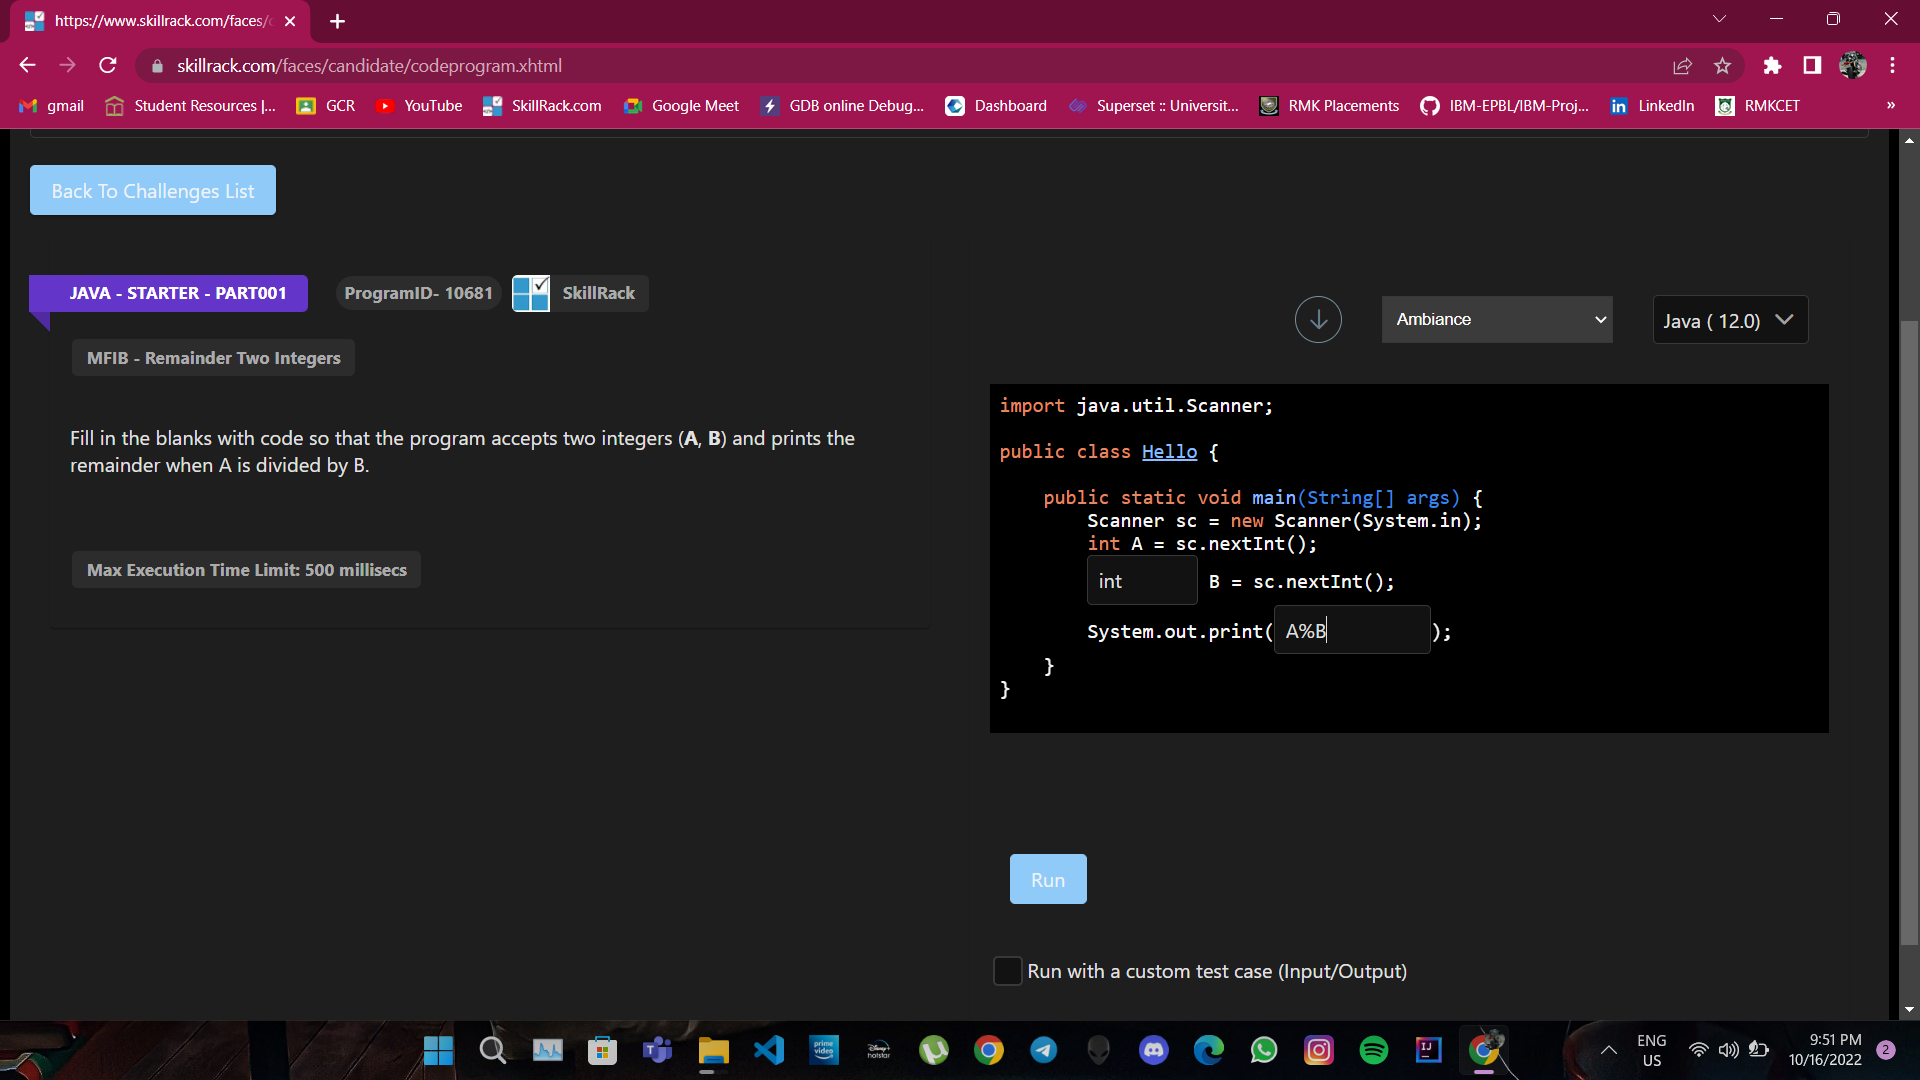 https://www.skillrack.com/faces/c
skillrack.com/faces/candidate/codeprogram.xhtml
gmail Student Resources |... GCR YouTube SkillRack.com Google Meet GDB online Debug... Dashboard Superset :: Universit... RMK Placements IBM-EPBL/IBM-Proj... LinkedIn RMKCET »
Back To Challenges List
JAVA - STARTER - PART001 ProgramID- 10681 SkillRack
MFIB - Remainder Two Integers
Fill in the blanks with code so that the program accepts two integers (A, B) and prints the
remainder when A is divided by B.
Max Execution Time Limit: 500 millisecs
Ambiance Java ( 12.0)
import java.util.Scanner;
public class Hello {
public static void main(String[] args) {
Scanner sc = new Scanner(System.in);
int A = sc.nextInt();
int B = sc.nextInt();
System.out.print( A%B );
}
}
Run
Run with a custom test case (Input/Output)
prime video
Disney+ hotstar
IJ
ENG
US
9:51 PM
10/16/2022
2